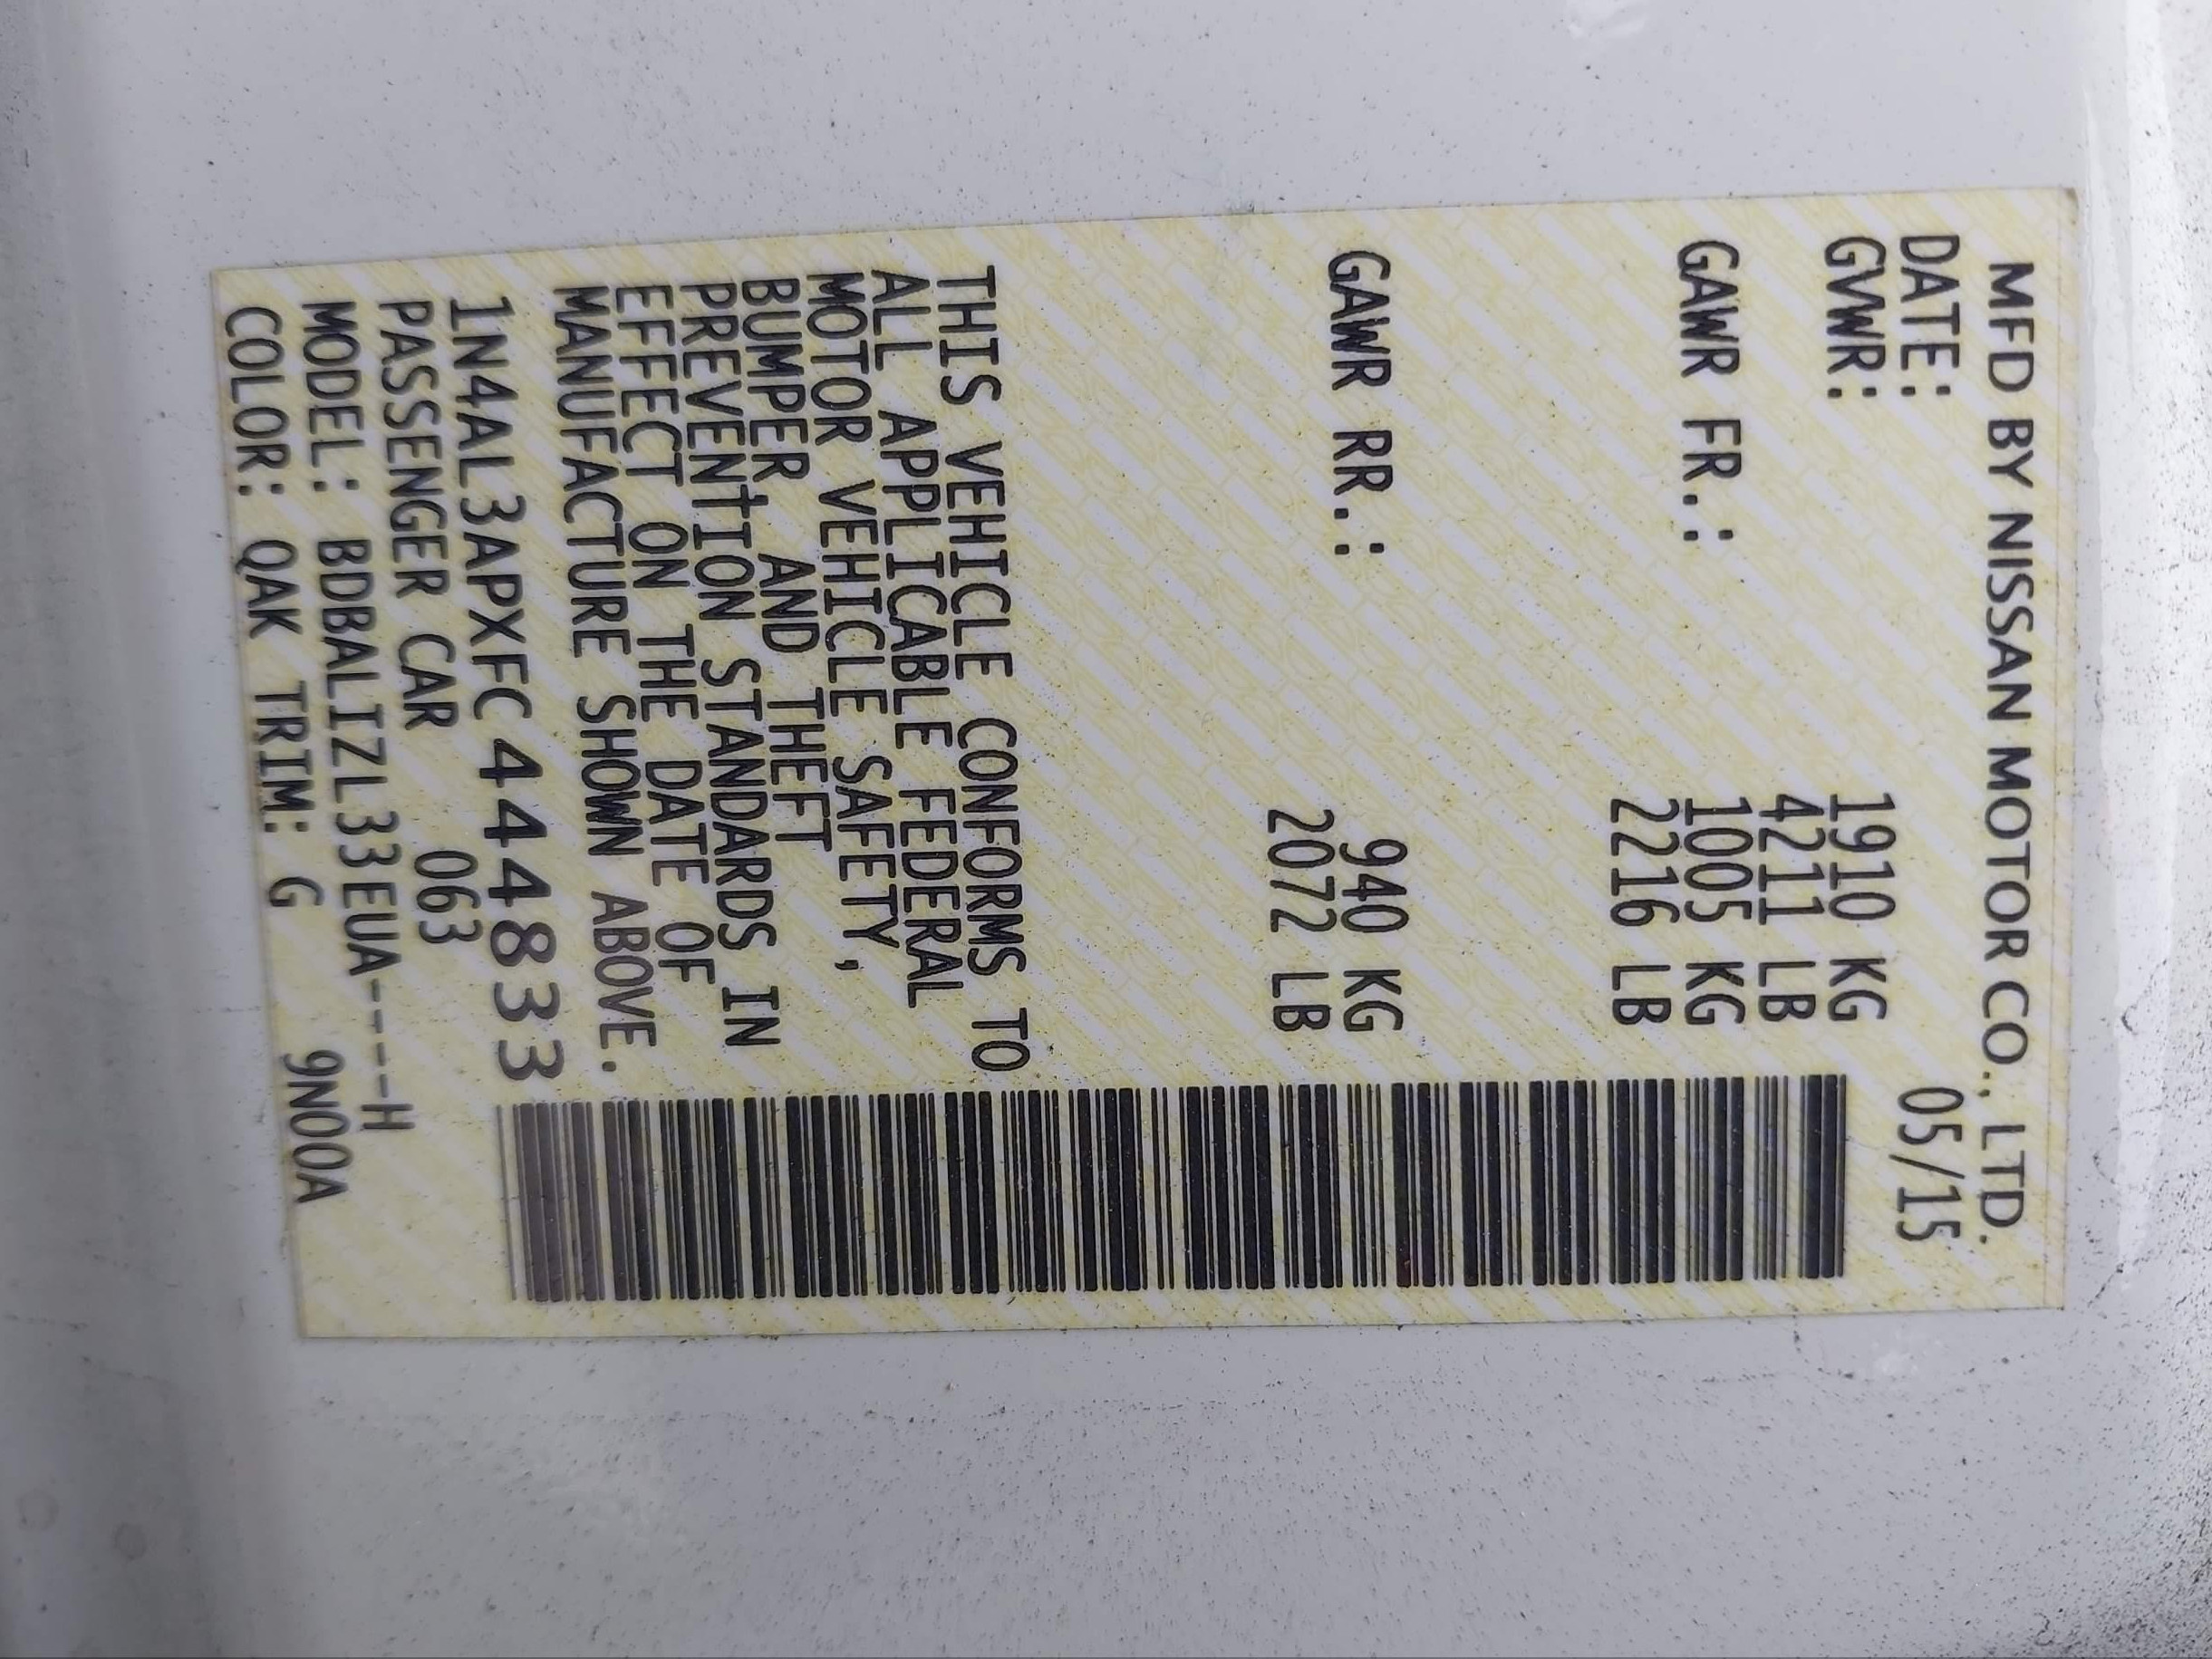 MFD BY NISSAN MOTOR CO., LTD.
DATE: 05/15
GVWR: 1910 KG
4211 LB
GAWR FR.: 1005 KG
2216 LB
GAWR RR.: 940 KG
2072 LB
THIS VEHICLE CONFORMS TO
ALL APPLICABLE FEDERAL
MOTOR VEHICLE SAFETY,
BUMPER, AND THEFT
PREVENTION STANDARDS IN
EFFECT ON THE DATE OF
MANUFACTURE SHOWN ABOVE.
1N4AL3APXFC444833
PASSENGER CAR 063
MODEL: BDBALIZL33EUA----H
COLOR: QAK TRIM: G 9N00A